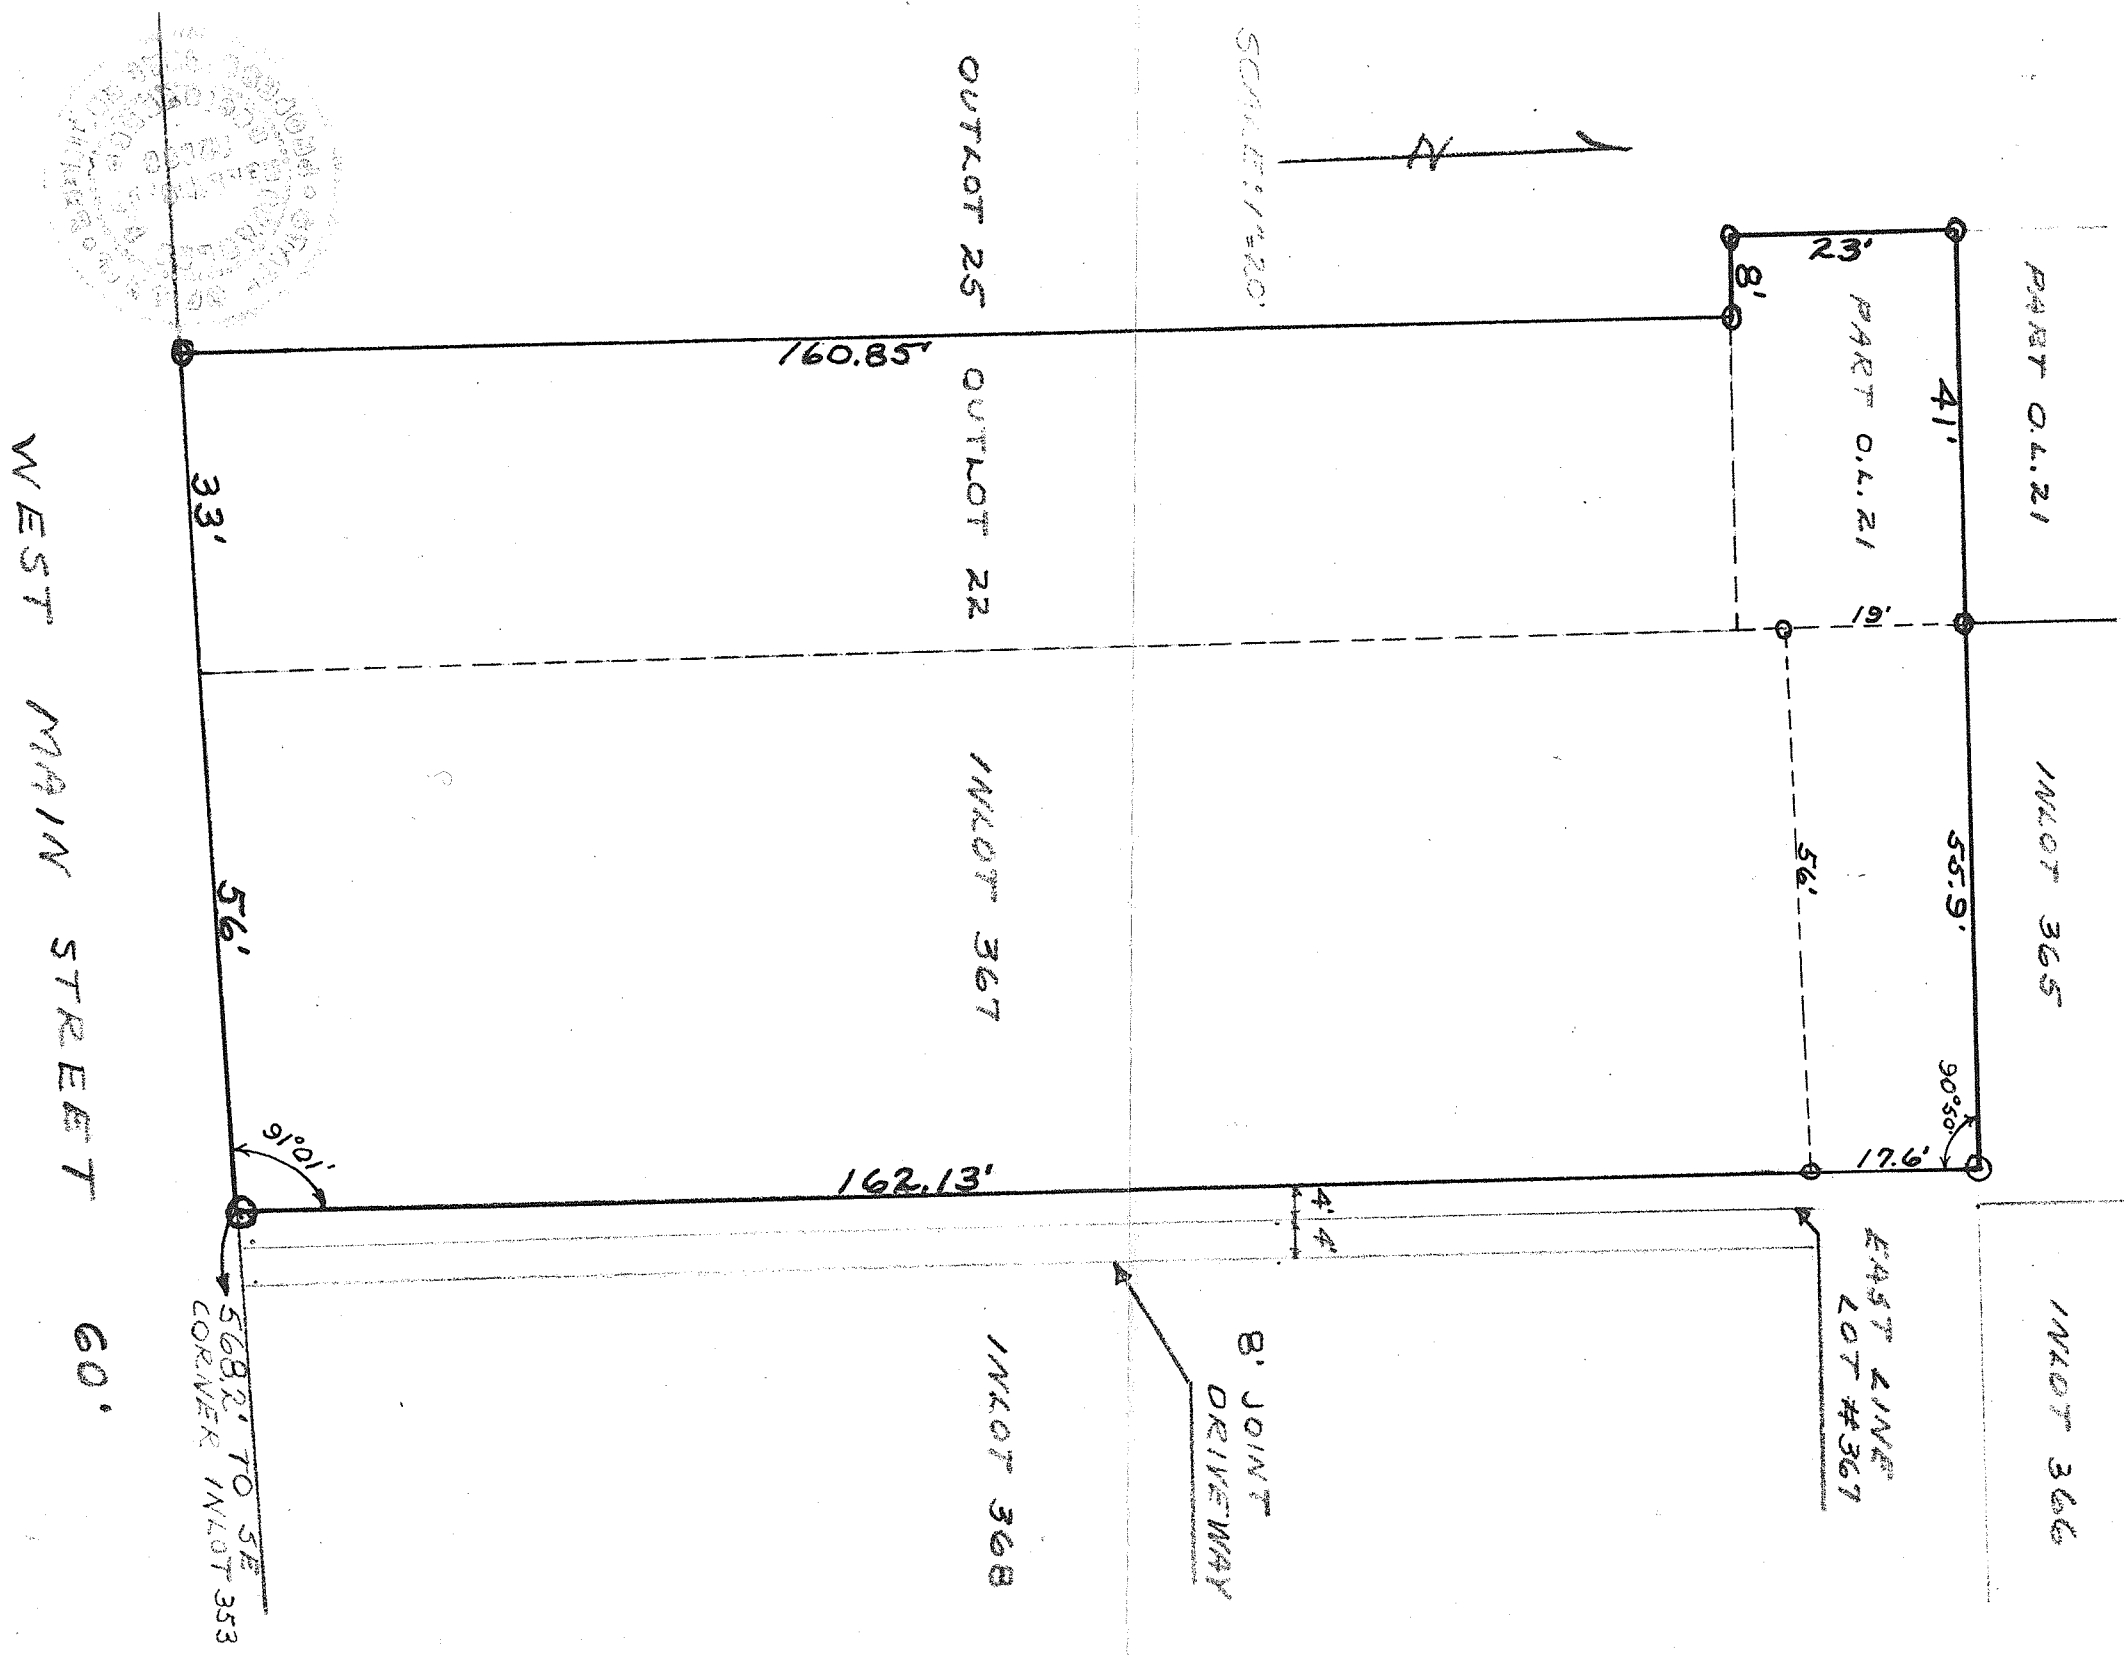 SCALE: 1"=20'
N
OUTLOT 25
23'
8'
PART O.L. 21
PART O.L. 21
41'
160.85'
OUTLOT 22
33'
19'
INLOT 367
INLOT 365
55.9'
56'
56'
90°50'
91°01'
17.6'
162.13'
4' 4'
EAST LINE
LOT #367
INLOT 366
8' JOINT
DRIVEWAY
INLOT 368
568.2' TO SE
CORNER INLOT 353
WEST MAIN STREET 60'